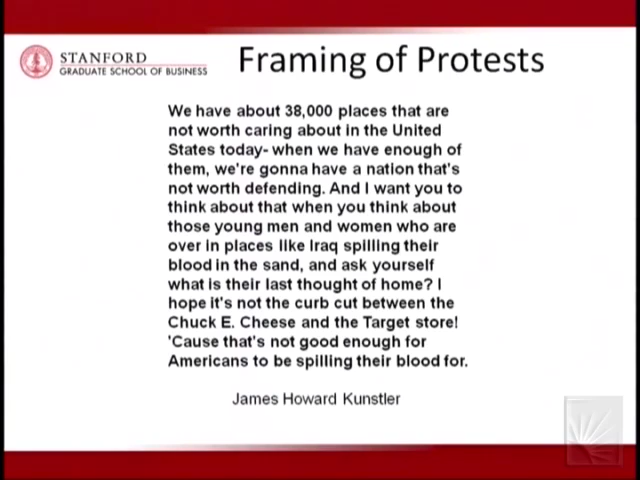 STANFORD
GRADUATE SCHOOL OF BUSINESS
Framing of Protests
We have about 38,000 places that are
not worth caring about in the United
States today- when we have enough of
them, we're gonna have a nation that's
not worth defending. And I want you to
think about that when you think about
those young men and women who are
over in places like Iraq spilling their
blood in the sand, and ask yourself
what is their last thought of home? I
hope it's not the curb cut between the
Chuck E. Cheese and the Target store!
'Cause that's not good enough for
Americans to be spilling their blood for.
James Howard Kunstler